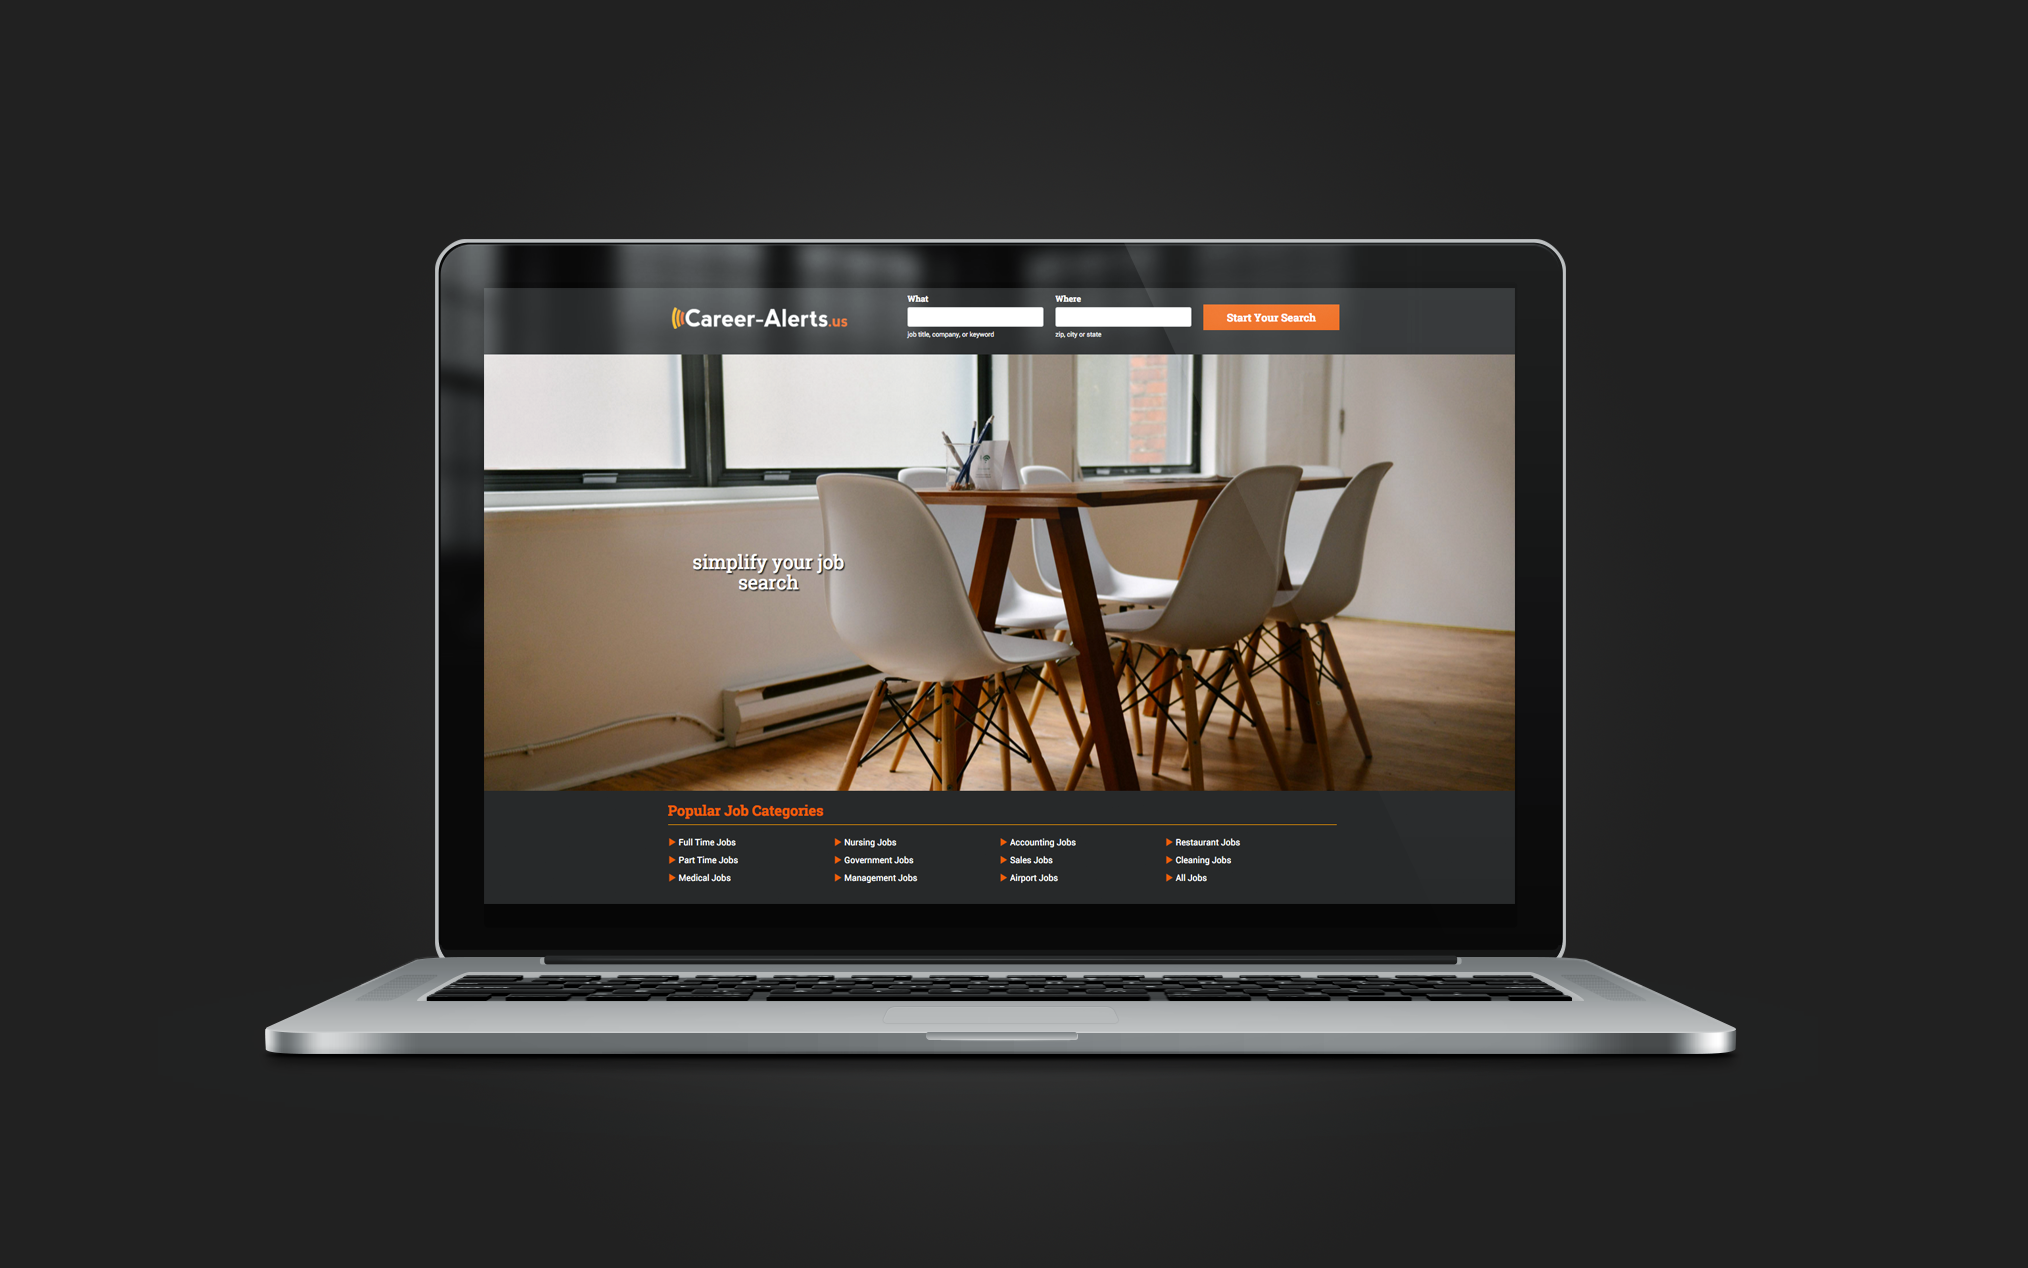 Career-Alerts.us
What
Where
job title, company, or keyword
zip, city or state
Start Your Search
simplify your job
search
Popular Job Categories
Full Time Jobs
Nursing Jobs
Accounting Jobs
Restaurant Jobs
Part Time Jobs
Government Jobs
Sales Jobs
Cleaning Jobs
Medical Jobs
Management Jobs
Airport Jobs
All Jobs